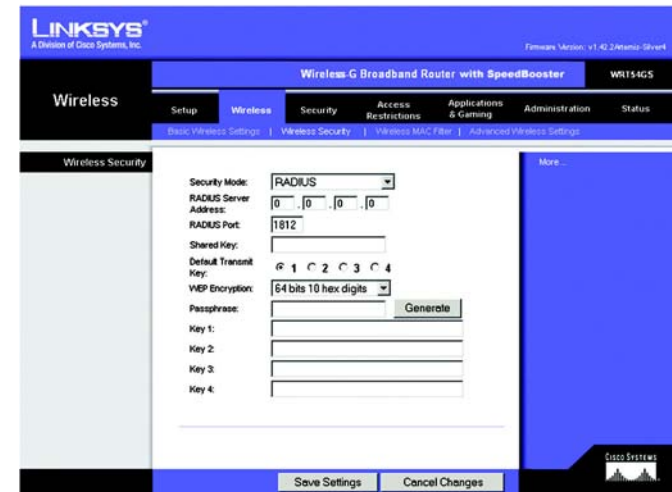 LINKSYS®
A Division of Cisco Systems, Inc.
Firmware Version: v1.42.2Artemis-Silver4
Wireless-G Broadband Router with SpeedBooster WRT54GS
Wireless
Setup Wireless Security Access Restrictions Applications & Gaming Administration Status
Basic Wireless Settings | Wireless Security | Wireless MAC Filter | Advanced Wireless Settings
Wireless Security
More...
Security Mode: RADIUS
RADIUS Server Address: 0 . 0 . 0 . 0
RADIUS Port: 1812
Shared Key:
Default Transmit Key: 1 2 3 4
WEP Encryption: 64 bits 10 hex digits
Passphrase: Generate
Key 1:
Key 2:
Key 3:
Key 4:
Save Settings Cancel Changes
CISCO SYSTEMS